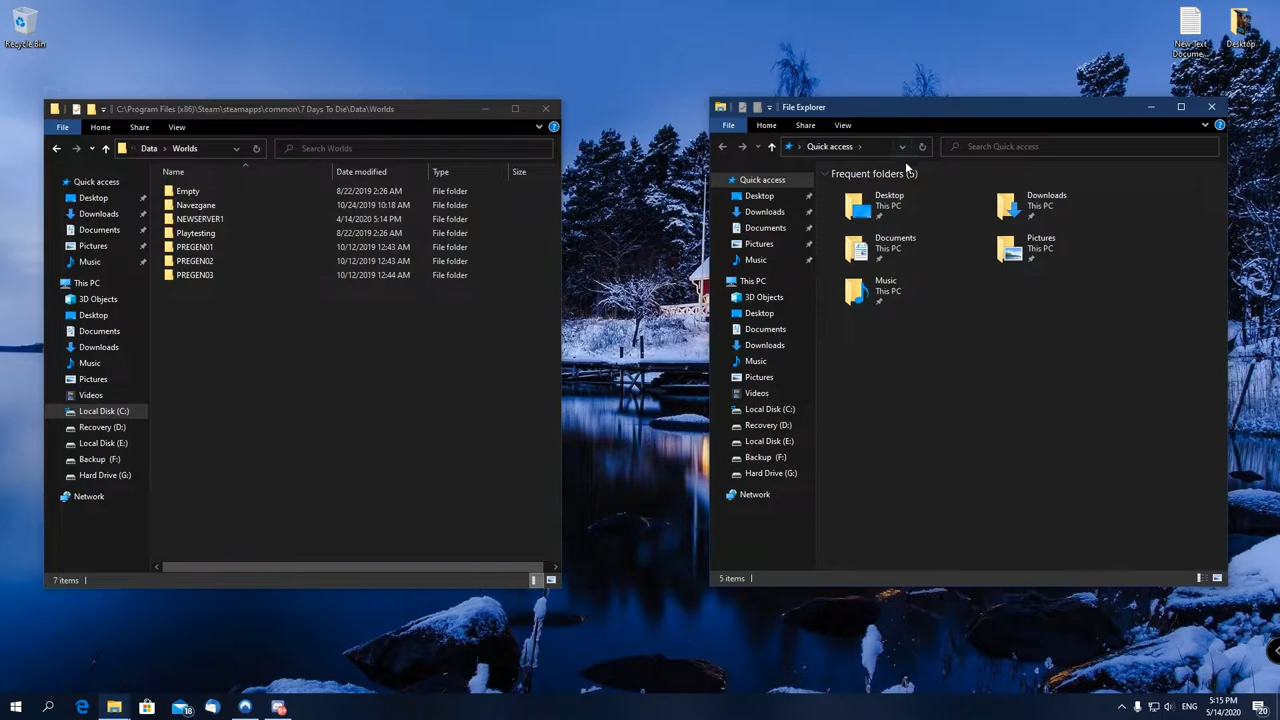 Recycle Bin
New Text
Docume...
Desktop
C:\Program Files (x86)\Steam\steamapps\common\7 Days To Die\Data\Worlds
File
Home
Share
View
Data
Worlds
Search Worlds
Name
Date modified
Type
Size
Empty
8/22/2019 2:26 AM
File folder
Navezgane
10/24/2019 10:18 AM
File folder
NEWSERVER1
4/14/2020 5:14 PM
File folder
Playtesting
8/22/2019 2:26 AM
File folder
PREGEN01
10/12/2019 12:43 AM
File folder
PREGEN02
10/12/2019 12:43 AM
File folder
PREGEN03
10/12/2019 12:44 AM
File folder
Quick access
Desktop
Downloads
Documents
Pictures
Music
This PC
3D Objects
Desktop
Documents
Downloads
Music
Pictures
Videos
Local Disk (C:)
Recovery (D:)
Local Disk (E:)
Backup (F:)
Hard Drive (G:)
Network
7 items
File Explorer
File
Home
Share
View
Quick access
Search Quick access
Quick access
Desktop
Downloads
Documents
Pictures
Music
This PC
3D Objects
Desktop
Documents
Downloads
Music
Pictures
Videos
Local Disk (C:)
Recovery (D:)
Local Disk (E:)
Backup (F:)
Hard Drive (G:)
Network
Frequent folders (5)
Desktop
This PC
Downloads
This PC
Documents
This PC
Pictures
This PC
Music
This PC
5 items
18
ENG
5:15 PM
5/14/2020
20